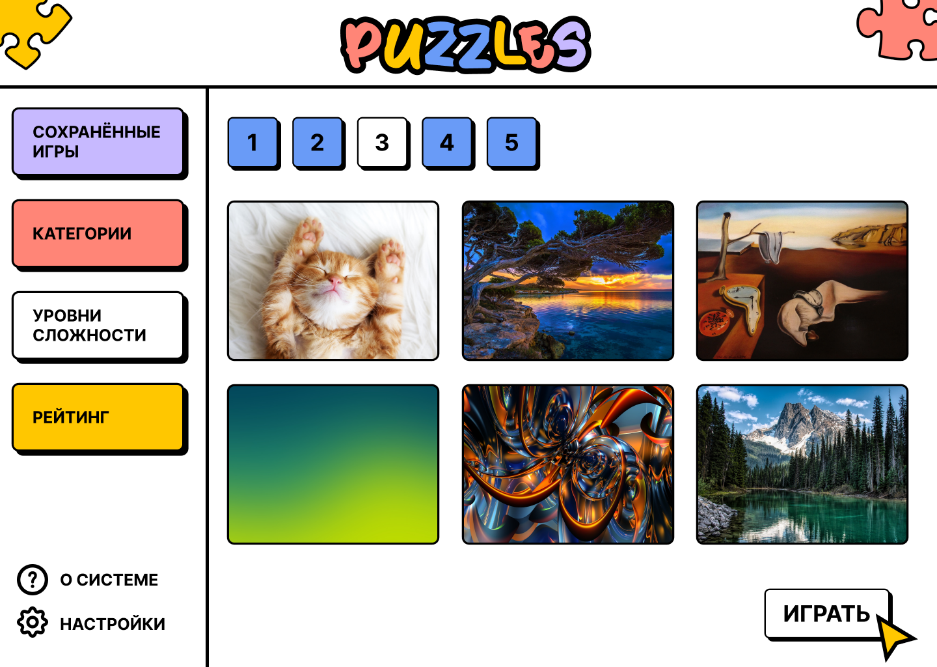 PUZZLES
СОХРАНЁННЫЕ
ИГРЫ
КАТЕГОРИИ
УРОВНИ
СЛОЖНОСТИ
РЕЙТИНГ
? О СИСТЕМЕ
НАСТРОЙКИ
1 2 3 4 5
ИГРАТЬ